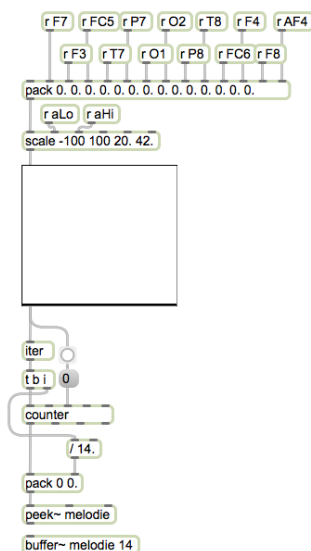 r F7 r FC5 r P7 r O2 r T8 r F4 r AF4
r F3 r T7 r O1 r P8 r FC6 r F8
pack 0. 0. 0. 0. 0. 0. 0. 0. 0. 0. 0. 0. 0. 0.
r aLo r aHi
scale -100 100 20. 42.
iter
t b i 0
counter
/ 14.
pack 0 0.
peek~ melodie
buffer~ melodie 14